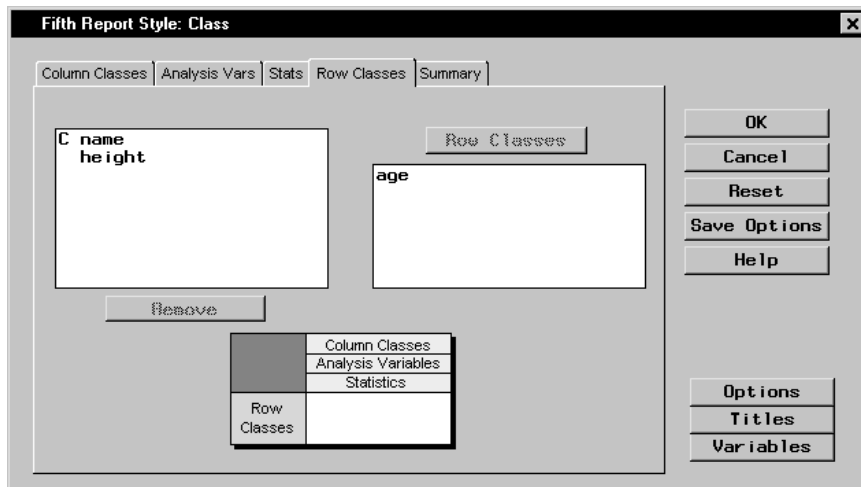 Fifth Report Style: Class
Column Classes Analysis Vars Stats Row Classes Summary
C name
height
Row Classes
age
Remove
Column Classes
Analysis Variables
Statistics
Row
Classes
OK
Cancel
Reset
Save Options
Help
Options
Titles
Variables